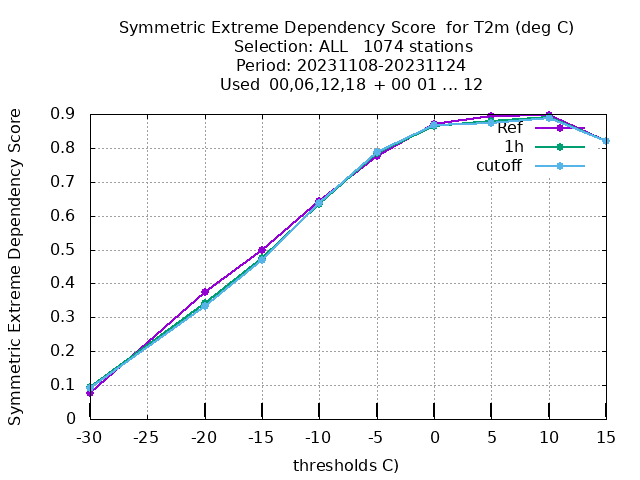 Symmetric Extreme Dependency Score  for T2m (deg C)
Selection: ALL   1074 stations
Period: 20231108-20231124
Used  00,06,12,18  + 00 01 ... 12
Symmetric Extreme Dependency Score
0.9
0.8
0.7
0.6
0.5
0.4
0.3
0.2
0.1
0
Ref
1h
cutoff
-30
-25
-20
-15
-10
-5
0
5
10
15
thresholds C)